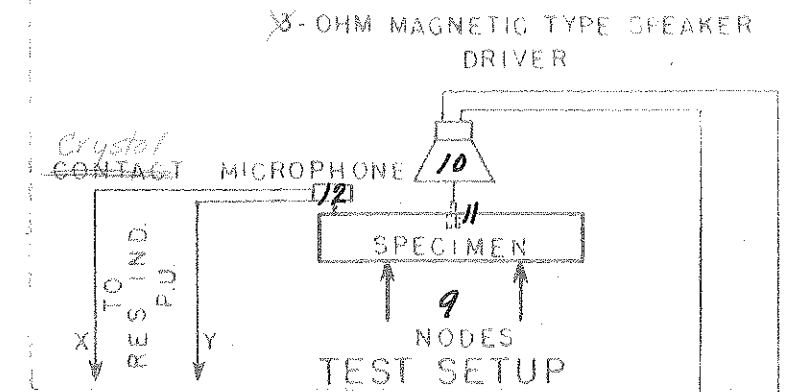 8-OHM MAGNETIC TYPE SPEAKER
DRIVER
Crystal
CONTACT MICROPHONE
10
12
11
SPECIMEN
TO
RES IND.
P.U.
X
Y
9
NODES
TEST SETUP